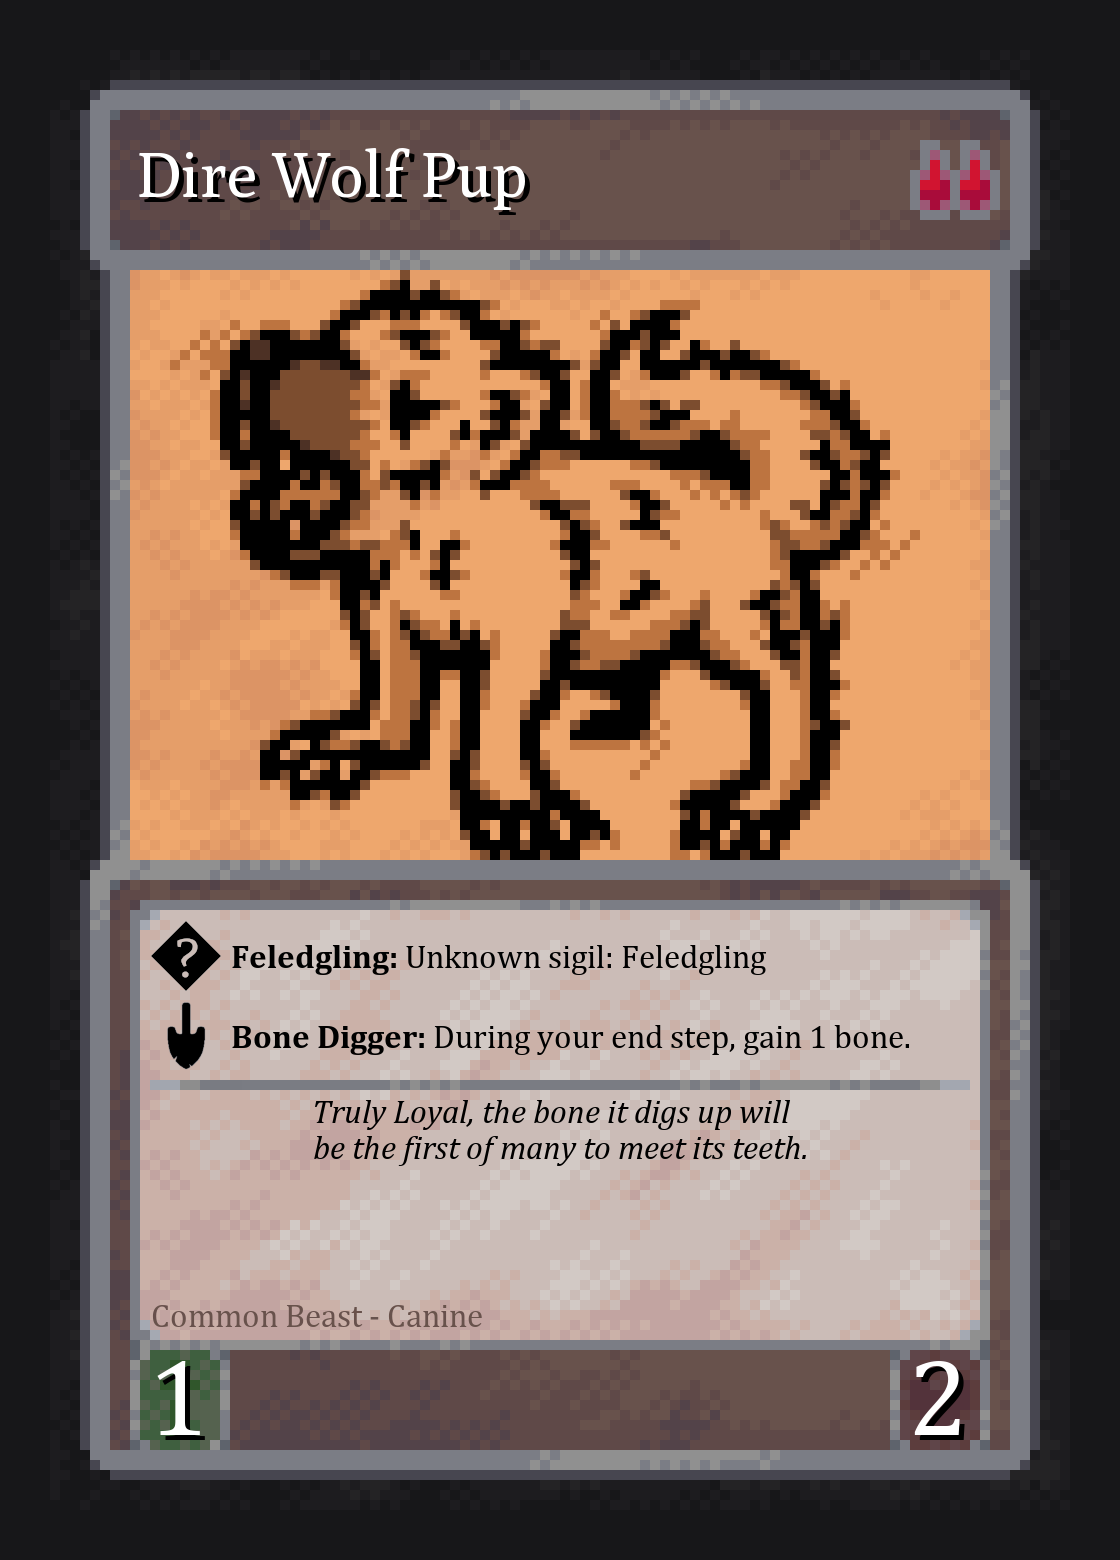 Dire Wolf Pup
? Feledgling: Unknown sigil: Feledgling
Bone Digger: During your end step, gain 1 bone.
Truly Loyal, the bone it digs up will
be the first of many to meet its teeth.
Common Beast - Canine
1 2